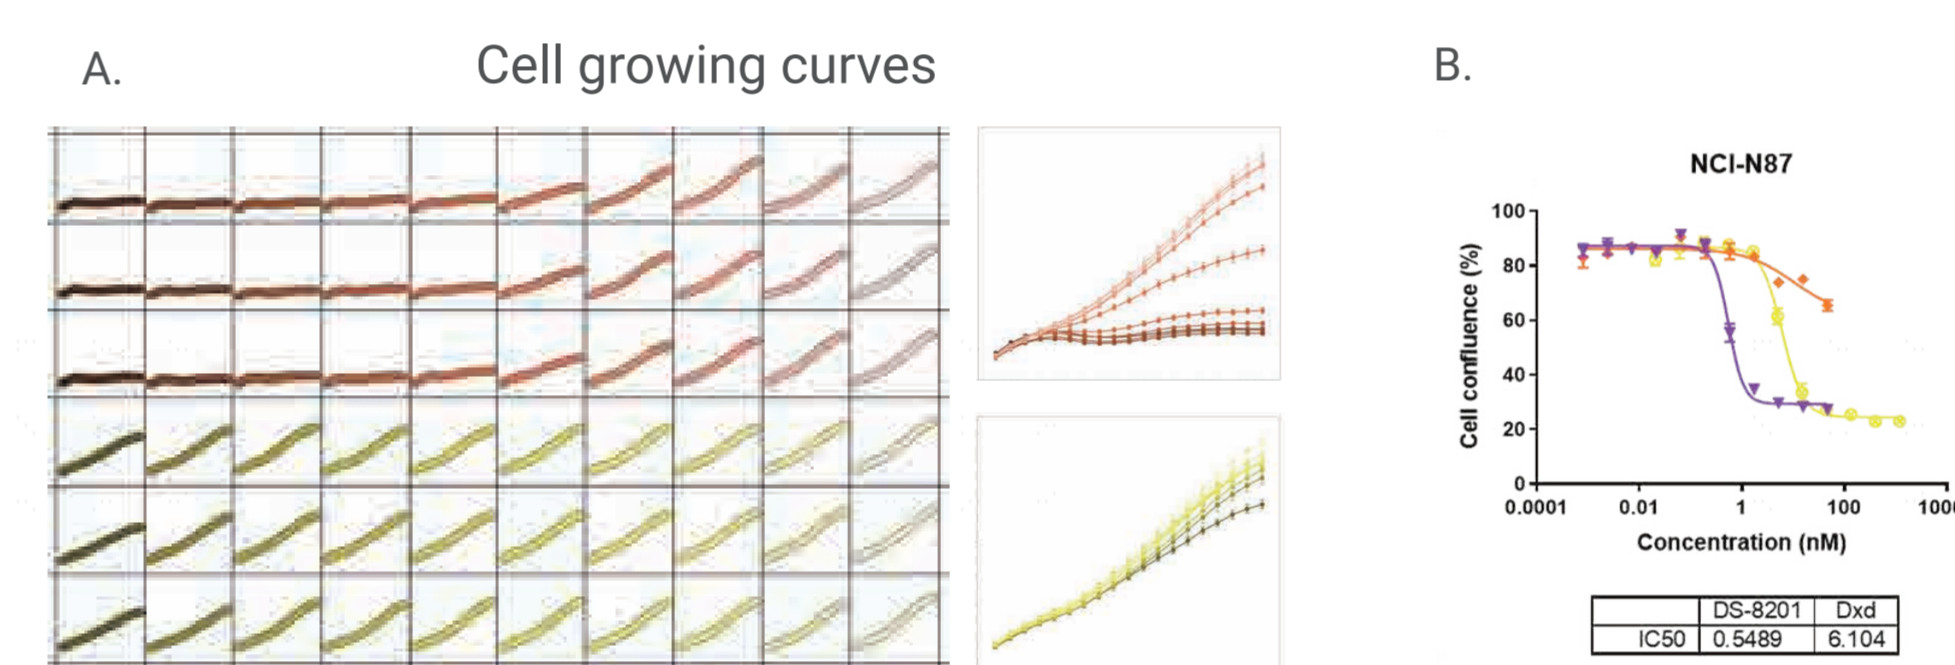 A.
Cell growing curves
B.
NCI-N87
Cell confluence (%)
100
80
60
40
20
0
0.0001 0.01 1 100
Concentration (nM)
DS-8201 Dxd
IC50 0.5489 6.104